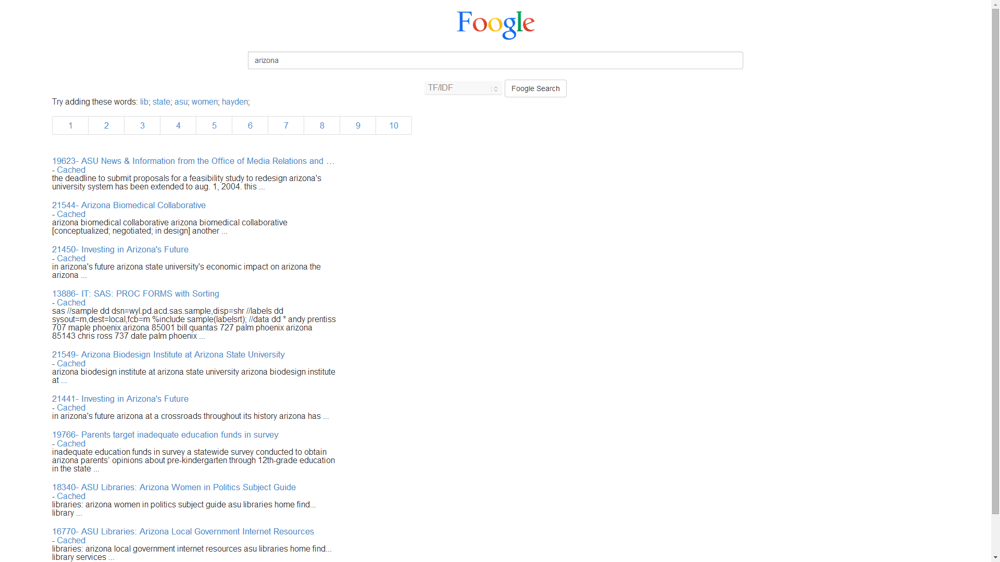 Foogle
arizona
TF/IDF
Foogle Search
Try adding these words: lib; state; asu; women; hayden;
1 2 3 4 5 6 7 8 9 10
19623- ASU News & Information from the Office of Media Relations and ...
- Cached
the deadline to submit proposals for a feasibility study to redesign arizona's
university system has been extended to aug. 1, 2004. this ...
21544- Arizona Biomedical Collaborative
- Cached
arizona biomedical collaborative arizona biomedical collaborative
[conceptualized; negotiated; in design] another ...
21450- Investing in Arizona's Future
- Cached
in arizona's future arizona state university's economic impact on arizona the
arizona ...
13886- IT: SAS: PROC FORMS with Sorting
- Cached
sas //sample dd dsn=wyl.pd.acd.sas.sample,disp=shr //labels dd
sysout=m,dest=local,fcb=m %include sample(labelsrt); //data dd * andy prentiss
707 maple phoenix arizona 85001 bill quantas 727 palm phoenix arizona
85143 chris ross 737 date palm phoenix ...
21549- Arizona Biodesign Institute at Arizona State University
- Cached
arizona biodesign institute at arizona state university arizona biodesign institute
at ...
21441- Investing in Arizona's Future
- Cached
in arizona's future arizona at a crossroads throughout its history arizona has ...
19766- Parents target inadequate education funds in survey
- Cached
inadequate education funds in survey a statewide survey conducted to obtain
arizona parents' opinions about pre-kindergarten through 12th-grade education
in the state ...
18340- ASU Libraries: Arizona Women in Politics Subject Guide
- Cached
libraries: arizona women in politics subject guide asu libraries home find...
library ...
16770- ASU Libraries: Arizona Local Government Internet Resources
- Cached
libraries: arizona local government internet resources asu libraries home find...
library services ...